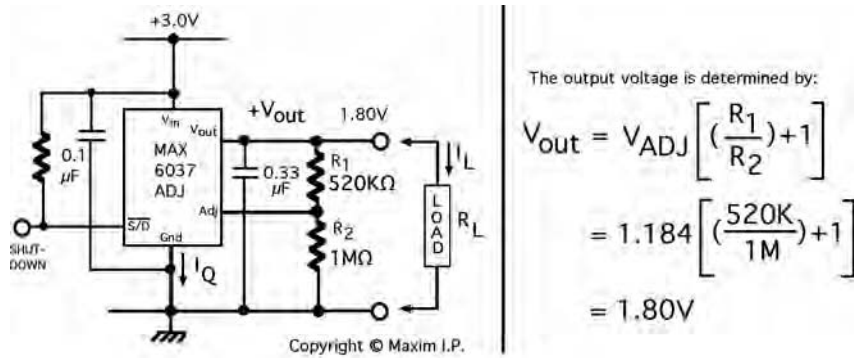 +3.0V
+Vout
1.80V
Vin
Vout
MAX
6037
ADJ
Adj
S/D
Gnd
0.1
µF
0.33
µF
R1
520KΩ
R2
1MΩ
IL
LOAD
RL
SHUT-
DOWN
IQ
Copyright © Maxim I.P.
The output voltage is determined by:
Vout = VADJ[(R1/R2)+1]
= 1.184[(520K/1M)+1]
= 1.80V